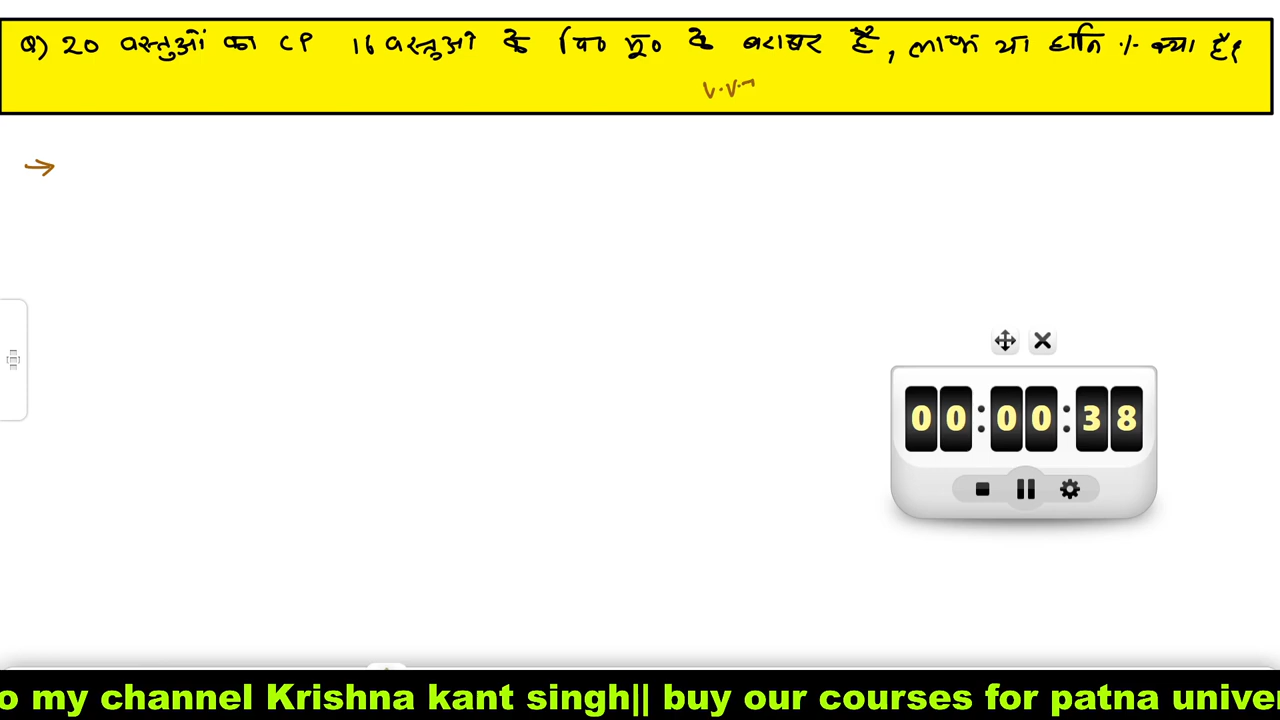 Q) 20 वस्तुओं का CP 16 वस्तुओं के वि० मू० के बराबर है, लाभ या हानि % क्या है?
v.v.
→
00:00:38
o my channel Krishna kant singh|| buy our courses for patna unive